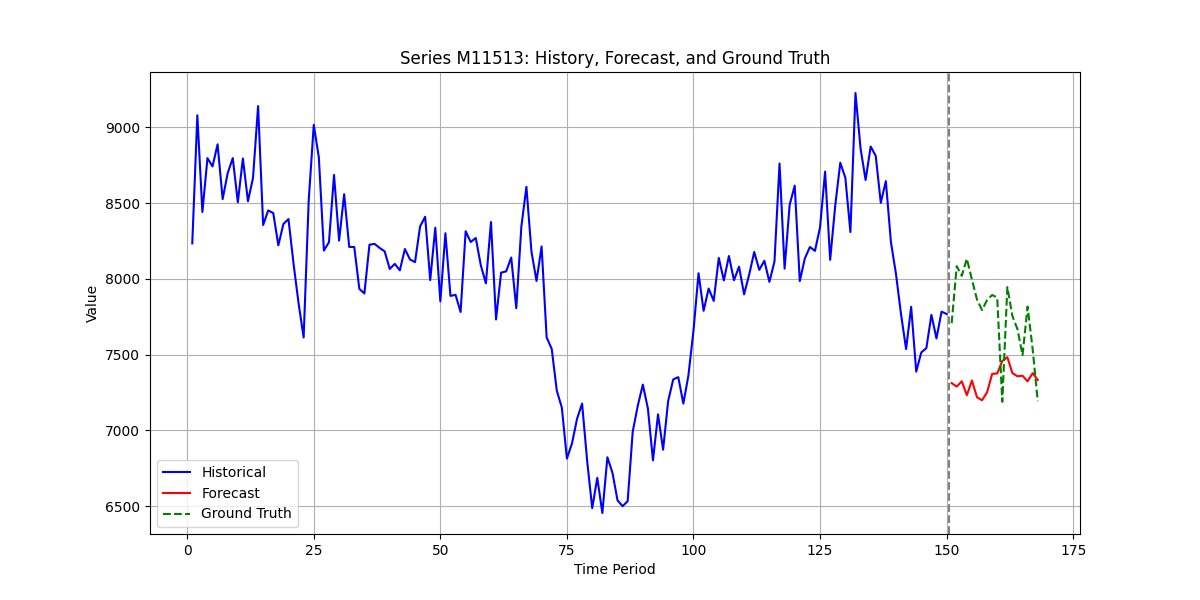 Series M11513: History, Forecast, and Ground Truth
Value
9000
8500
8000
7500
7000
6500
Historical
Forecast
Ground Truth
0 25 50 75 100 125 150 175
Time Period